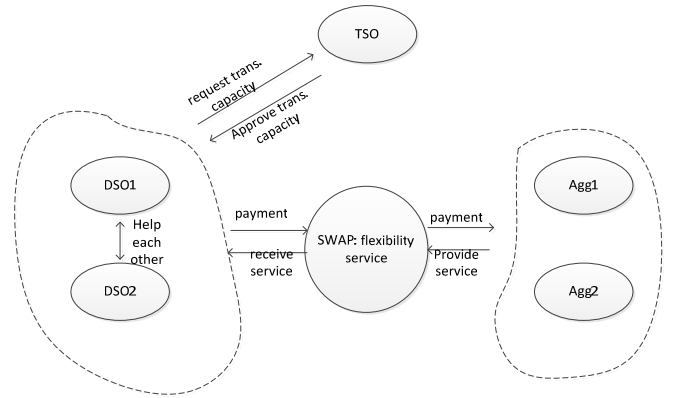 TSO
request trans.
capacity
Approve trans.
capacity
DSO1
Help
each
other
DSO2
payment
receive
service
SWAP: flexibility
service
payment
Provide
service
Agg1
Agg2